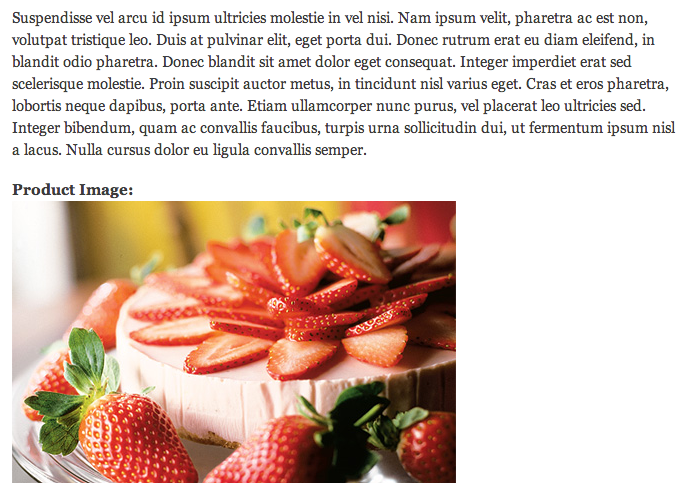 Suspendisse vel arcu id ipsum ultricies molestie in vel nisi. Nam ipsum velit, pharetra ac est non,
volutpat tristique leo. Duis at pulvinar elit, eget porta dui. Donec rutrum erat eu diam eleifend, in
blandit odio pharetra. Donec blandit sit amet dolor eget consequat. Integer imperdiet erat sed
scelerisque molestie. Proin suscipit auctor metus, in tincidunt nisl varius eget. Cras et eros pharetra,
lobortis neque dapibus, porta ante. Etiam ullamcorper nunc purus, vel placerat leo ultricies sed.
Integer bibendum, quam ac convallis faucibus, turpis urna sollicitudin dui, ut fermentum ipsum nisl
a lacus. Nulla cursus dolor eu ligula convallis semper.
Product Image: